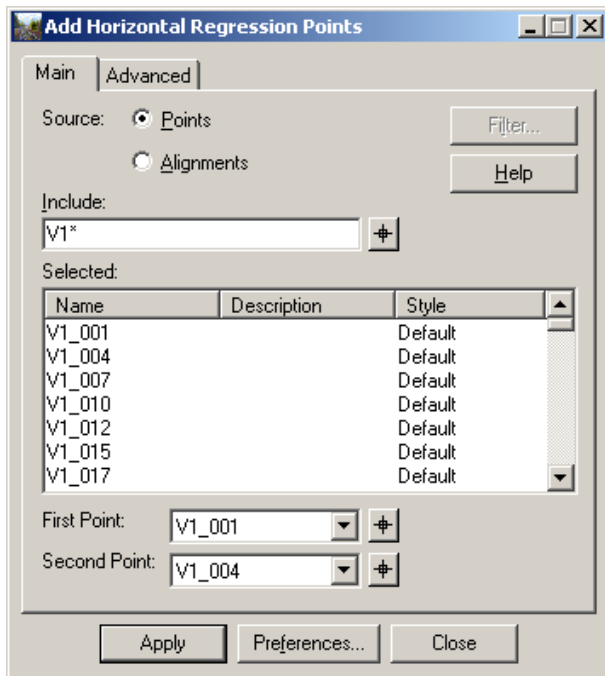 Add Horizontal Regression Points
Main Advanced
Source: Points Filter...
Alignments Help
Include:
V1*
Selected:
Name Description Style
V1_001 Default
V1_004 Default
V1_007 Default
V1_010 Default
V1_012 Default
V1_015 Default
V1_017 Default
First Point: V1_001
Second Point: V1_004
Apply Preferences... Close